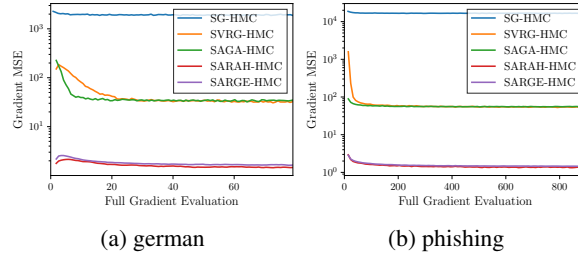 Gradient MSE
10³
10²
10¹
0
20
40
60
Full Gradient Evaluation
SG-HMC
SVRG-HMC
SAGA-HMC
SARAH-HMC
SARGE-HMC
(a) german
Gradient MSE
10⁴
10³
10²
10¹
10⁰
0
200
400
600
800
Full Gradient Evaluation
SG-HMC
SVRG-HMC
SAGA-HMC
SARAH-HMC
SARGE-HMC
(b) phishing